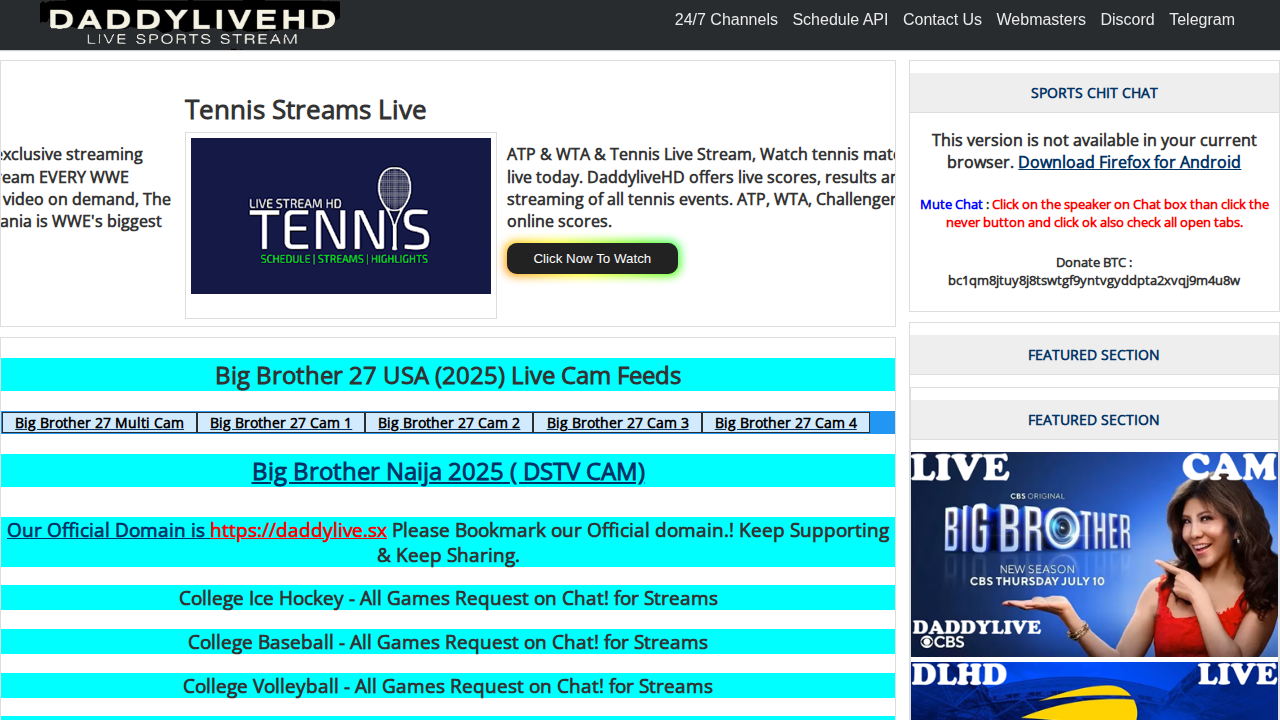 DADDYLIVEHD
LIVE SPORTS STREAM
24/7 Channels Schedule API Contact Us Webmasters Discord Telegram
exclusive streaming
ream EVERY WWE
video on demand, The
ania is WWE's biggest
Tennis Streams Live
LIVE STREAM HD
TENNIS
SCHEDULE | STREAMS | HIGHLIGHTS
ATP & WTA & Tennis Live Stream, Watch tennis mat
live today. DaddyliveHD offers live scores, results a
streaming of all tennis events. ATP, WTA, Challenger
online scores.
Click Now To Watch
Big Brother 27 USA (2025) Live Cam Feeds
Big Brother 27 Multi Cam Big Brother 27 Cam 1 Big Brother 27 Cam 2 Big Brother 27 Cam 3 Big Brother 27 Cam 4
Big Brother Naija 2025 ( DSTV CAM)
Our Official Domain is https://daddylive.sx Please Bookmark our Official domain.! Keep Supporting
& Keep Sharing.
College Ice Hockey - All Games Request on Chat! for Streams
College Baseball - All Games Request on Chat! for Streams
College Volleyball - All Games Request on Chat! for Streams
SPORTS CHIT CHAT
This version is not available in your current
browser. Download Firefox for Android
Mute Chat : Click on the speaker on Chat box than click the
never button and click ok also check all open tabs.
Donate BTC :
bc1qm8jtuy8j8tswtgf9yntvgyddpta2xvqj9m4u8w
FEATURED SECTION
FEATURED SECTION
LIVE CAM
CBS ORIGINAL
BIG BROTHER
NEW SEASON
CBS THURSDAY JULY 10
DADDYLIVE
CBS
DLHD LIVE